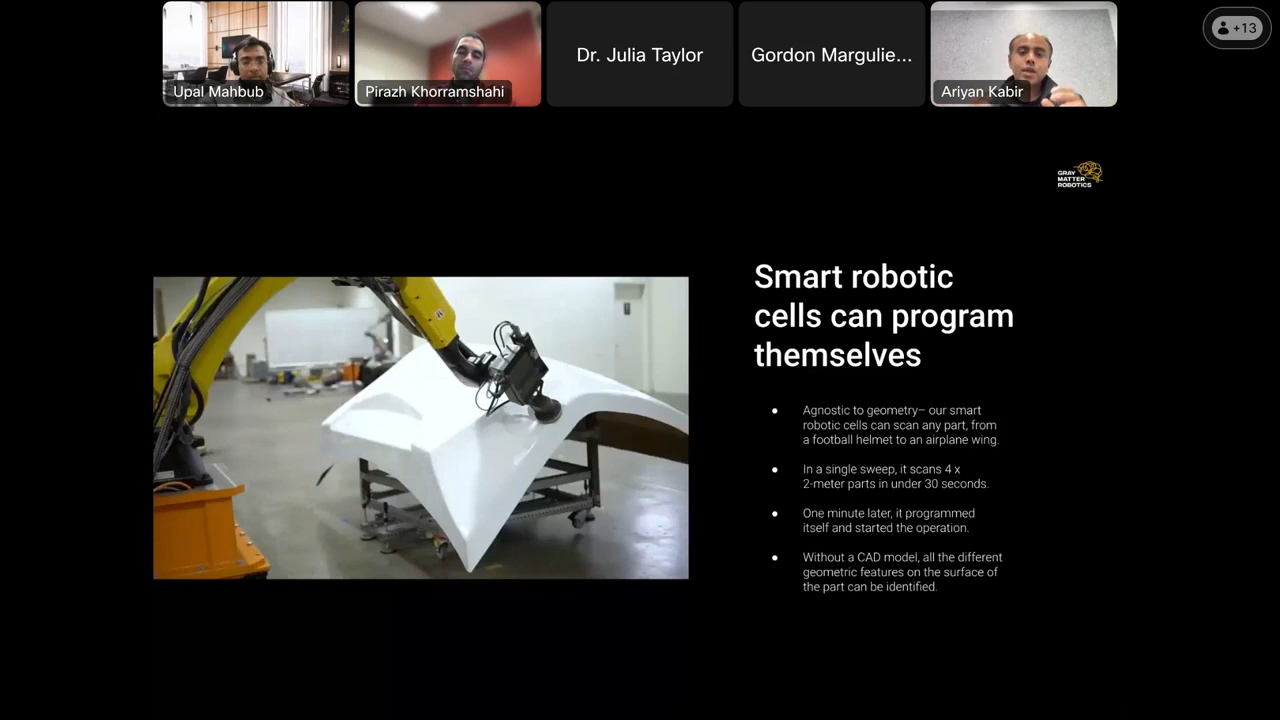 Upal Mahbub
Pirazh Khorramshahi
Dr. Julia Taylor
Gordon Margulie...
Ariyan Kabir
+13
GRAY
MATTER
ROBOTICS
Smart robotic
cells can program
themselves
● Agnostic to geometry– our smart
robotic cells can scan any part, from
a football helmet to an airplane wing.
● In a single sweep, it scans 4 x
2-meter parts in under 30 seconds.
● One minute later, it programmed
itself and started the operation.
● Without a CAD model, all the different
geometric features on the surface of
the part can be identified.